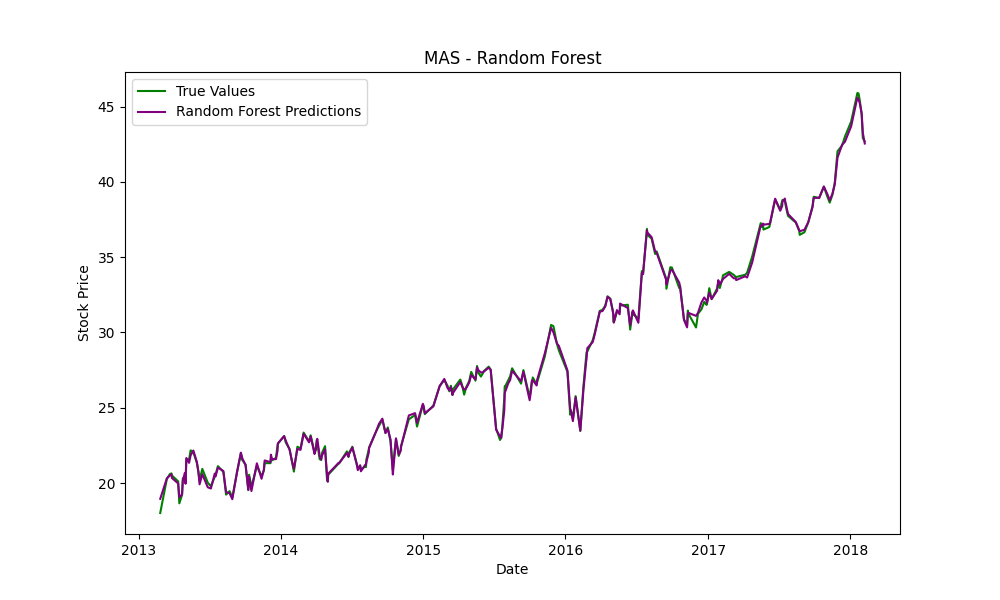 MAS - Random Forest
True Values
Random Forest Predictions
Stock Price
45
40
35
30
25
20
2013
2014
2015
2016
2017
2018
Date